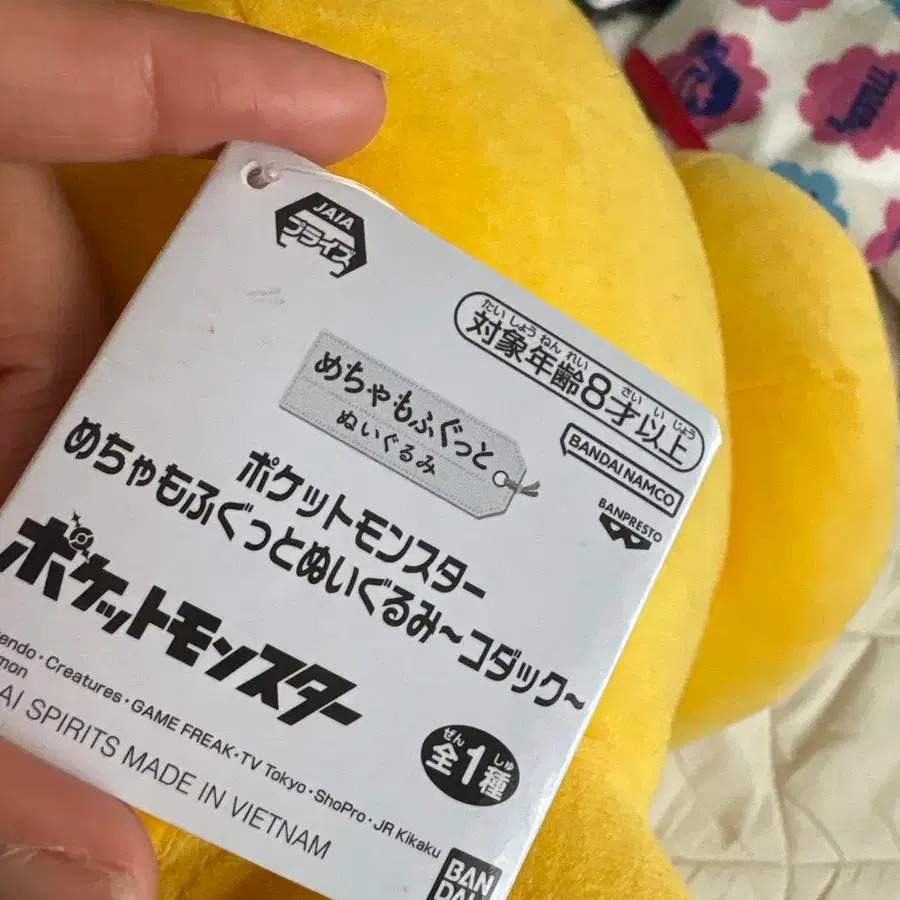 JAIA
プライズ
たいしょうねんれい さいいじょう
対象年齢8才以上
BANDAI NAMCO
BANPRESTO
めちゃもふぐっと
ぬいぐるみ
ポケットモンスター
めちゃもふぐっとぬいぐるみ～コダック～
ポケットモンスター
ぜん しゅ
全1種
endo・Creatures・GAME FREAK・TV Tokyo・ShoPro・JR Kikaku
mon
AI SPIRITS MADE IN VIETNAM
BAN
DAI